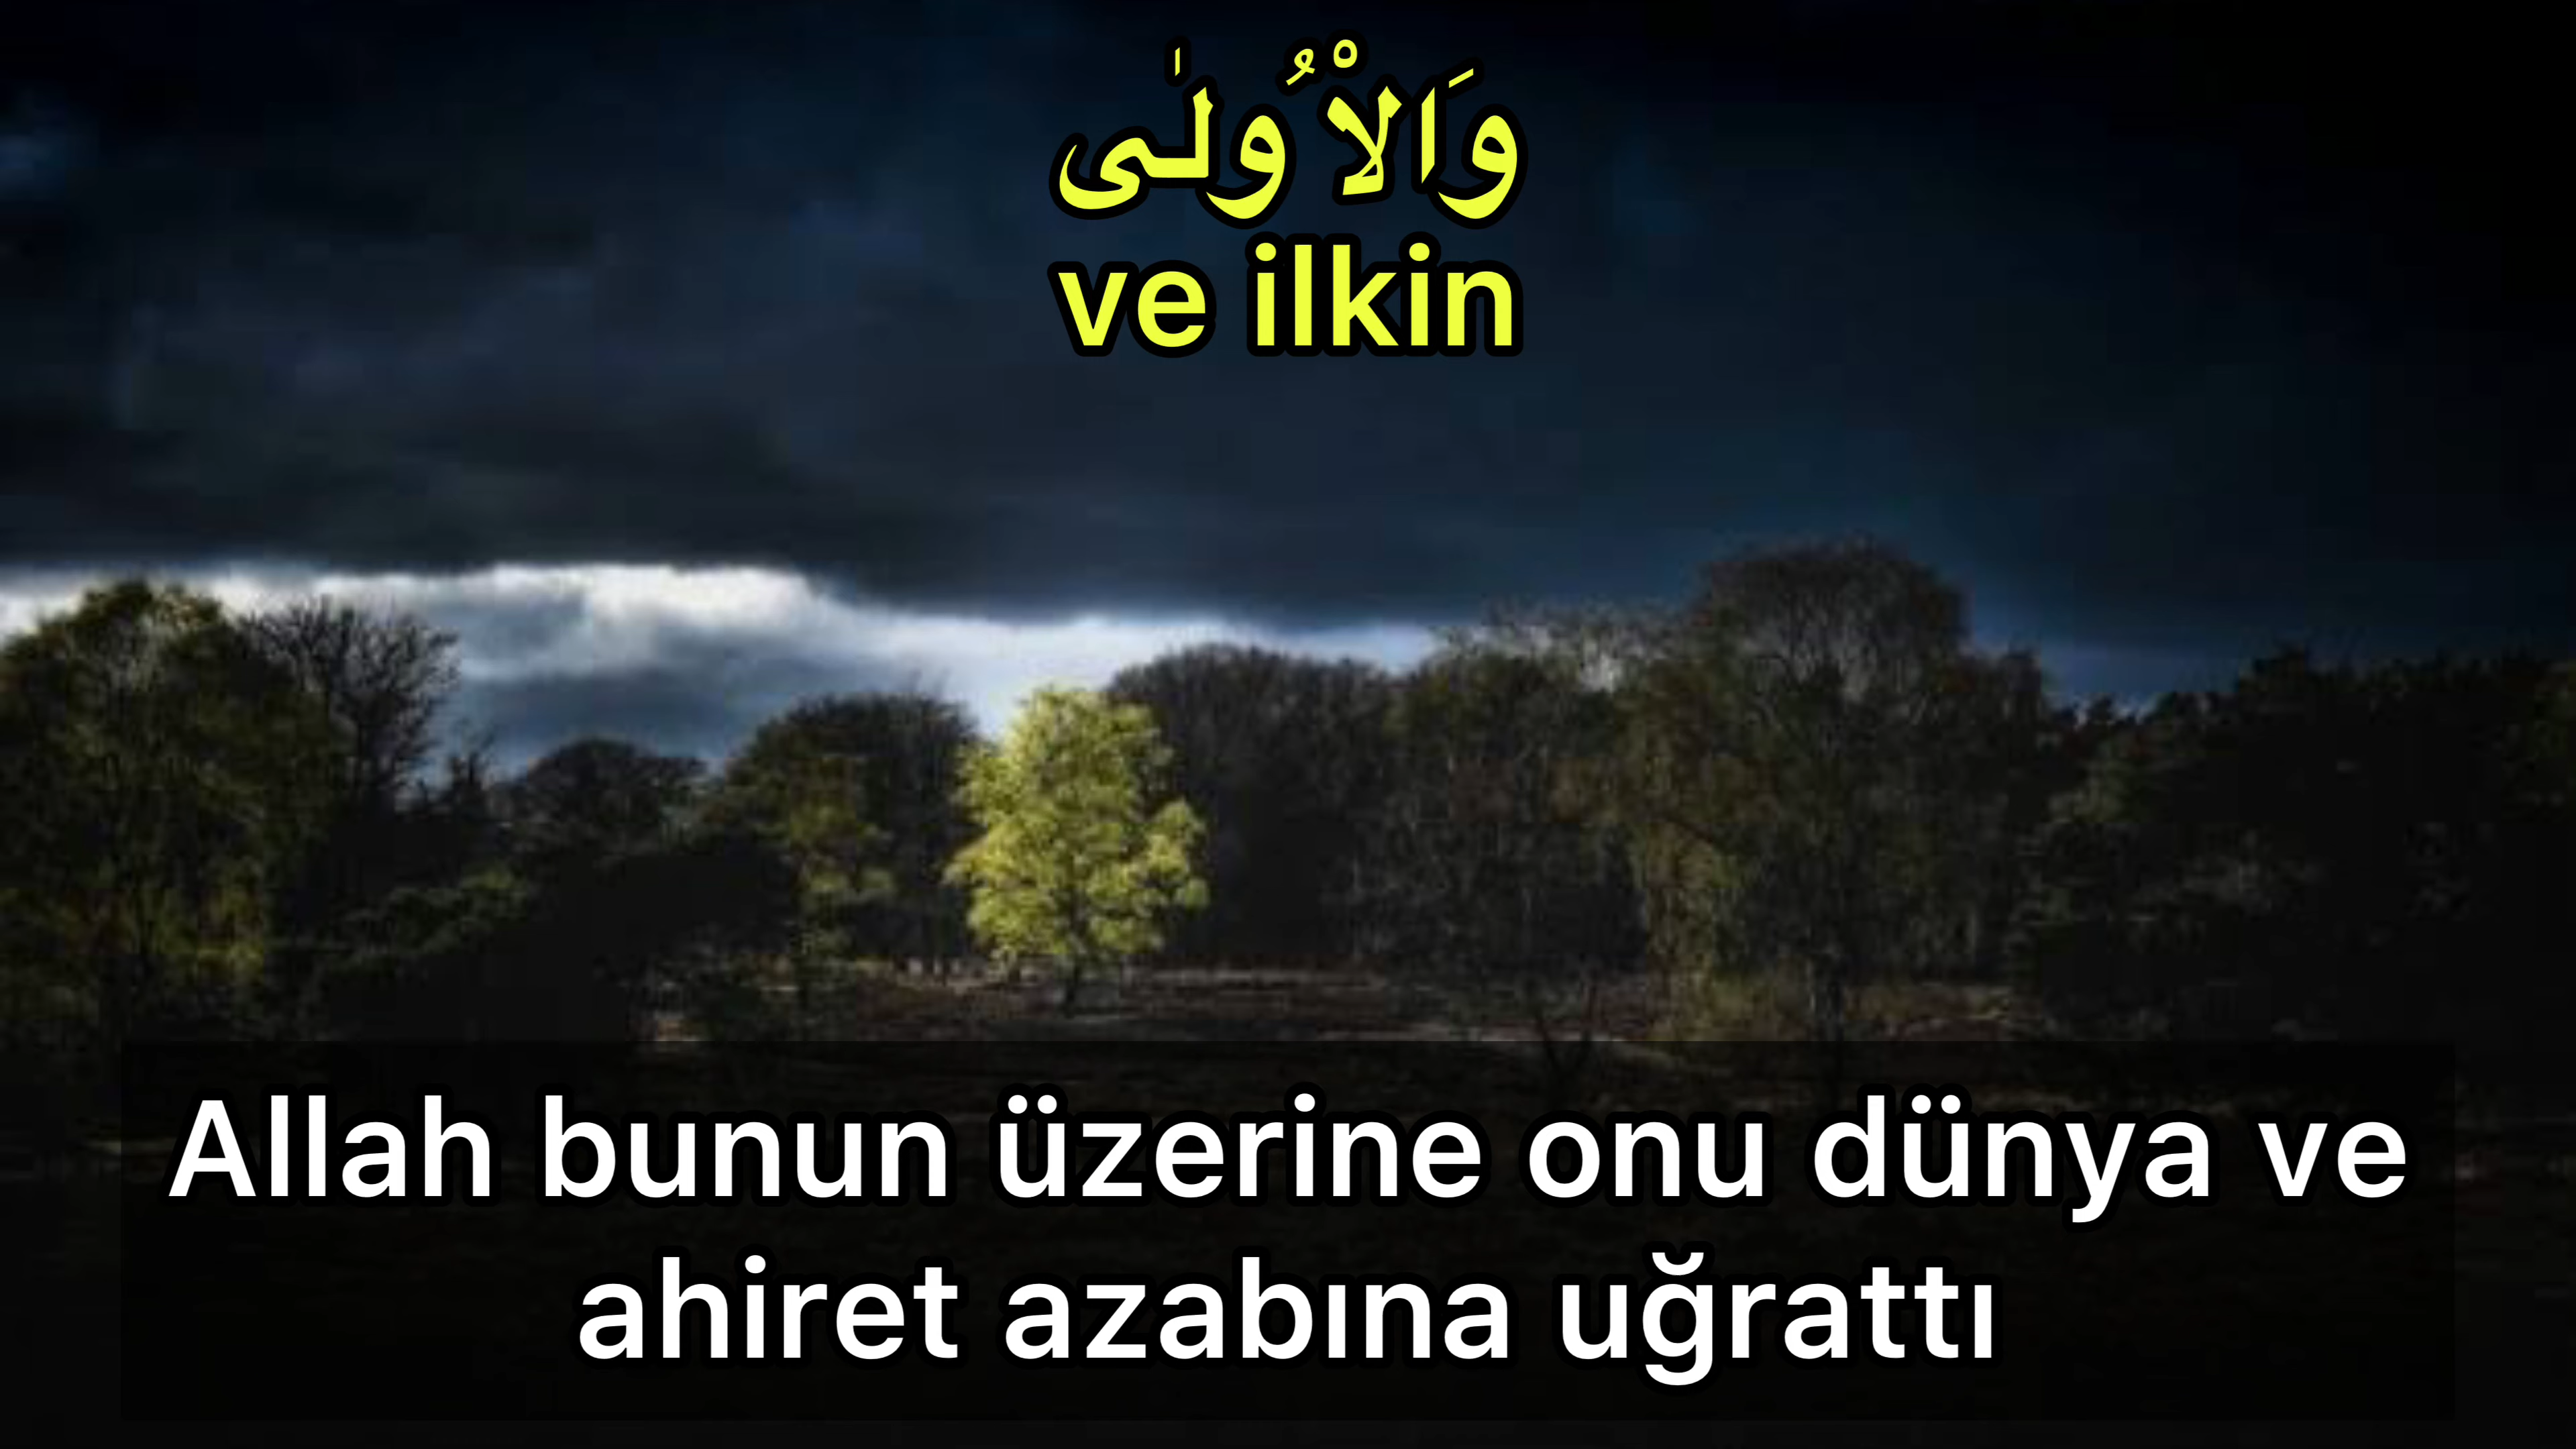 وَالْاُولٰى
ve ilkin
Allah bunun üzerine onu dünya ve
ahiret azabına uğrattı